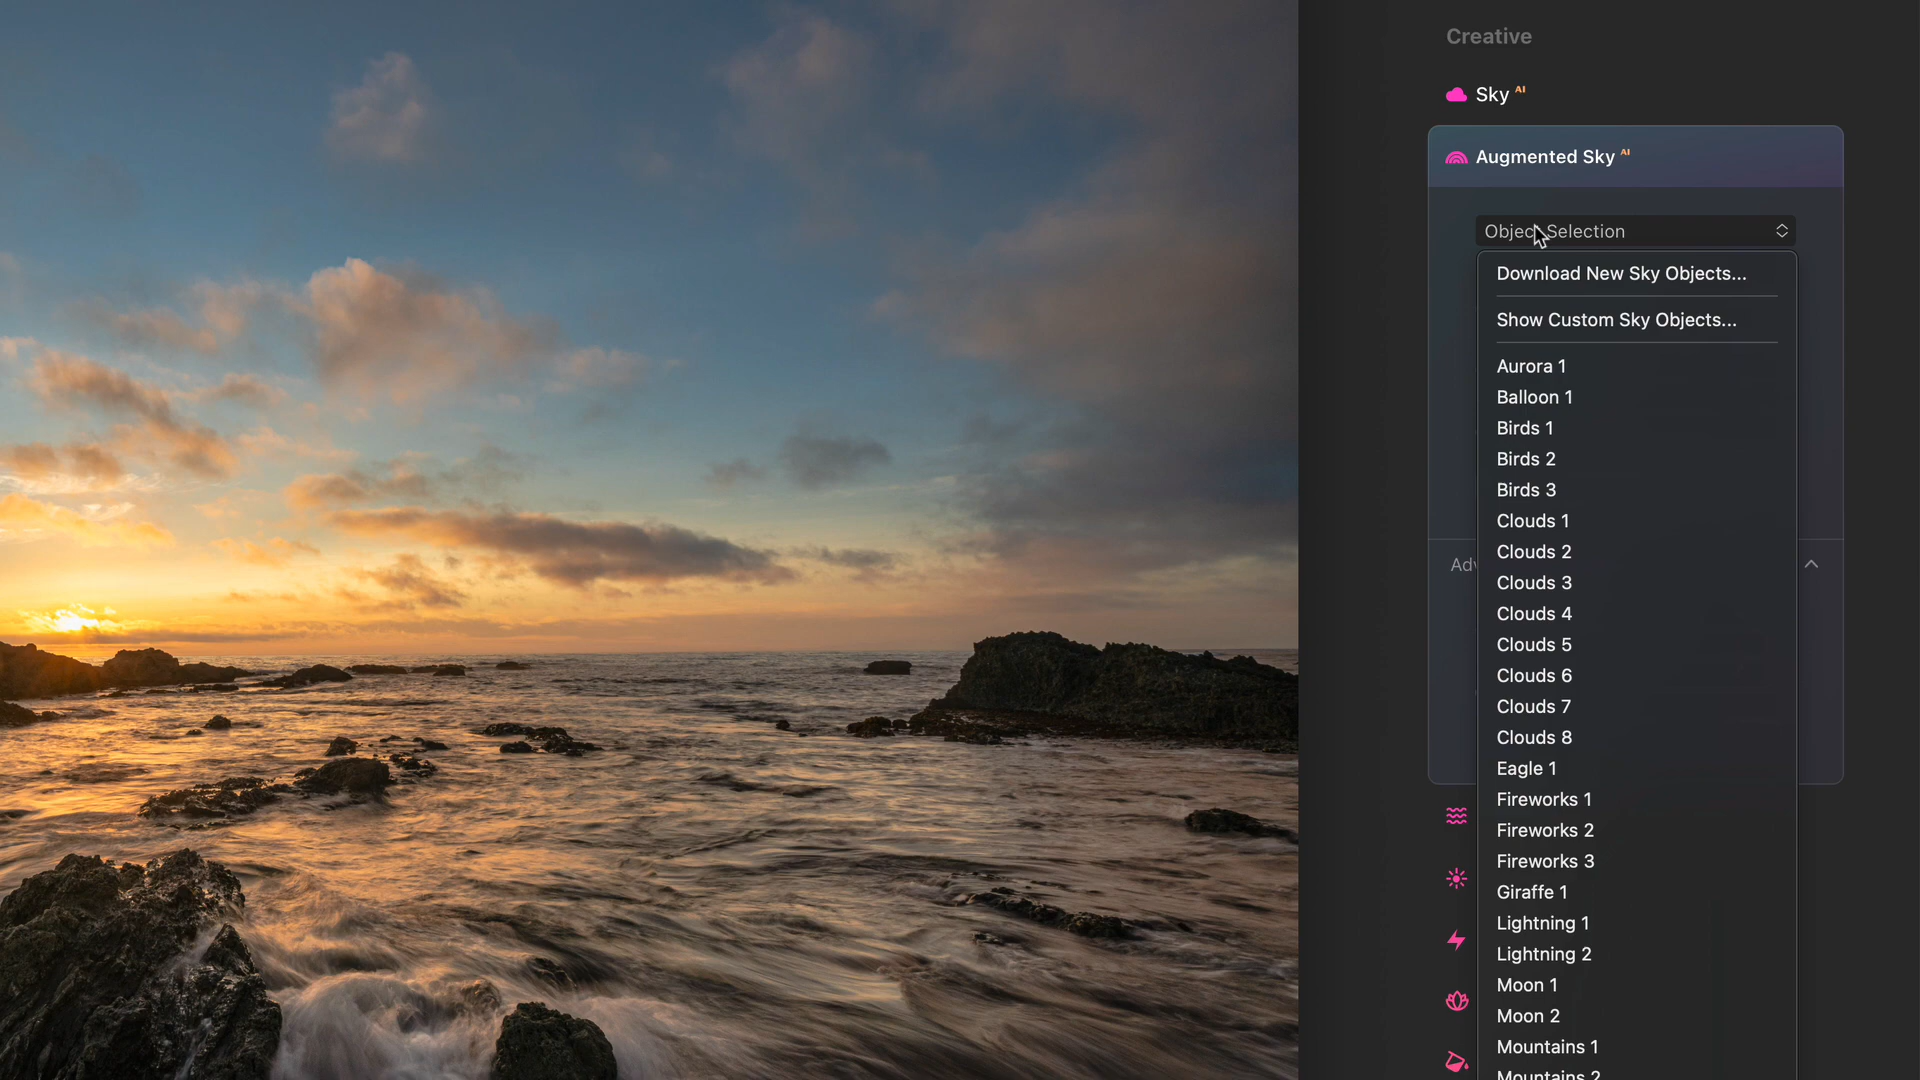 Creative
Sky AI
Augmented Sky AI
Object Selection
Download New Sky Objects...
Show Custom Sky Objects...
Aurora 1
Balloon 1
Birds 1
Birds 2
Birds 3
Clouds 1
Clouds 2
Adv
Clouds 3
Clouds 4
Clouds 5
Clouds 6
Clouds 7
Clouds 8
Eagle 1
Fireworks 1
Fireworks 2
Fireworks 3
Giraffe 1
Lightning 1
Lightning 2
Moon 1
Moon 2
Mountains 1
Mountains 2